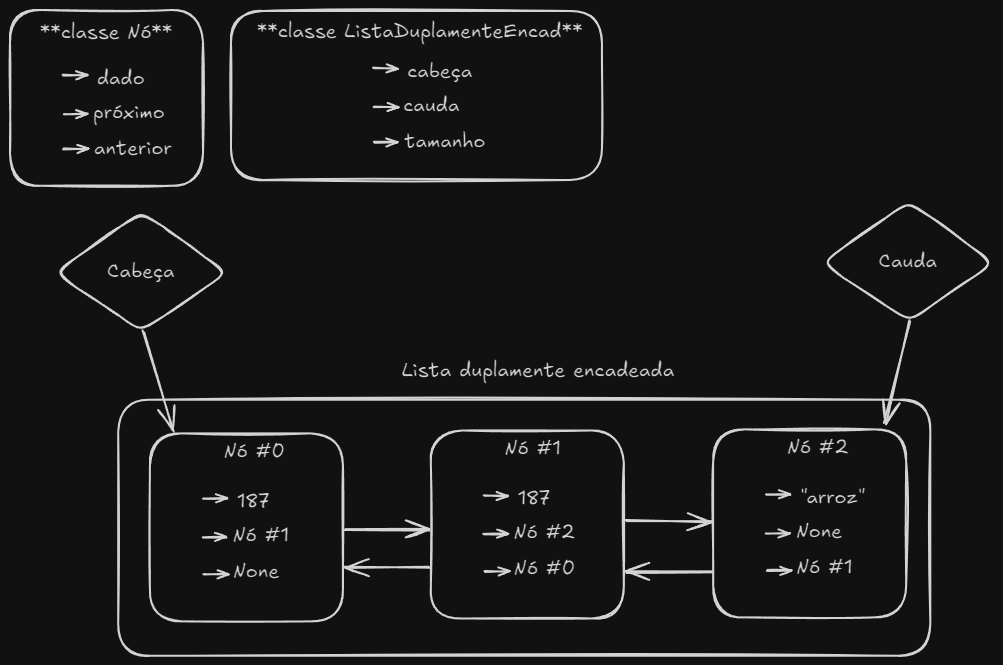 **classe Nó**
dado
próximo
anterior
**classe ListaDuplamenteEncad**
cabeça
cauda
tamanho
Cabeça
Cauda
Lista duplamente encadeada
Nó #0
187
Nó #1
None
Nó #1
187
Nó #2
Nó #0
Nó #2
"arroz"
None
Nó #1